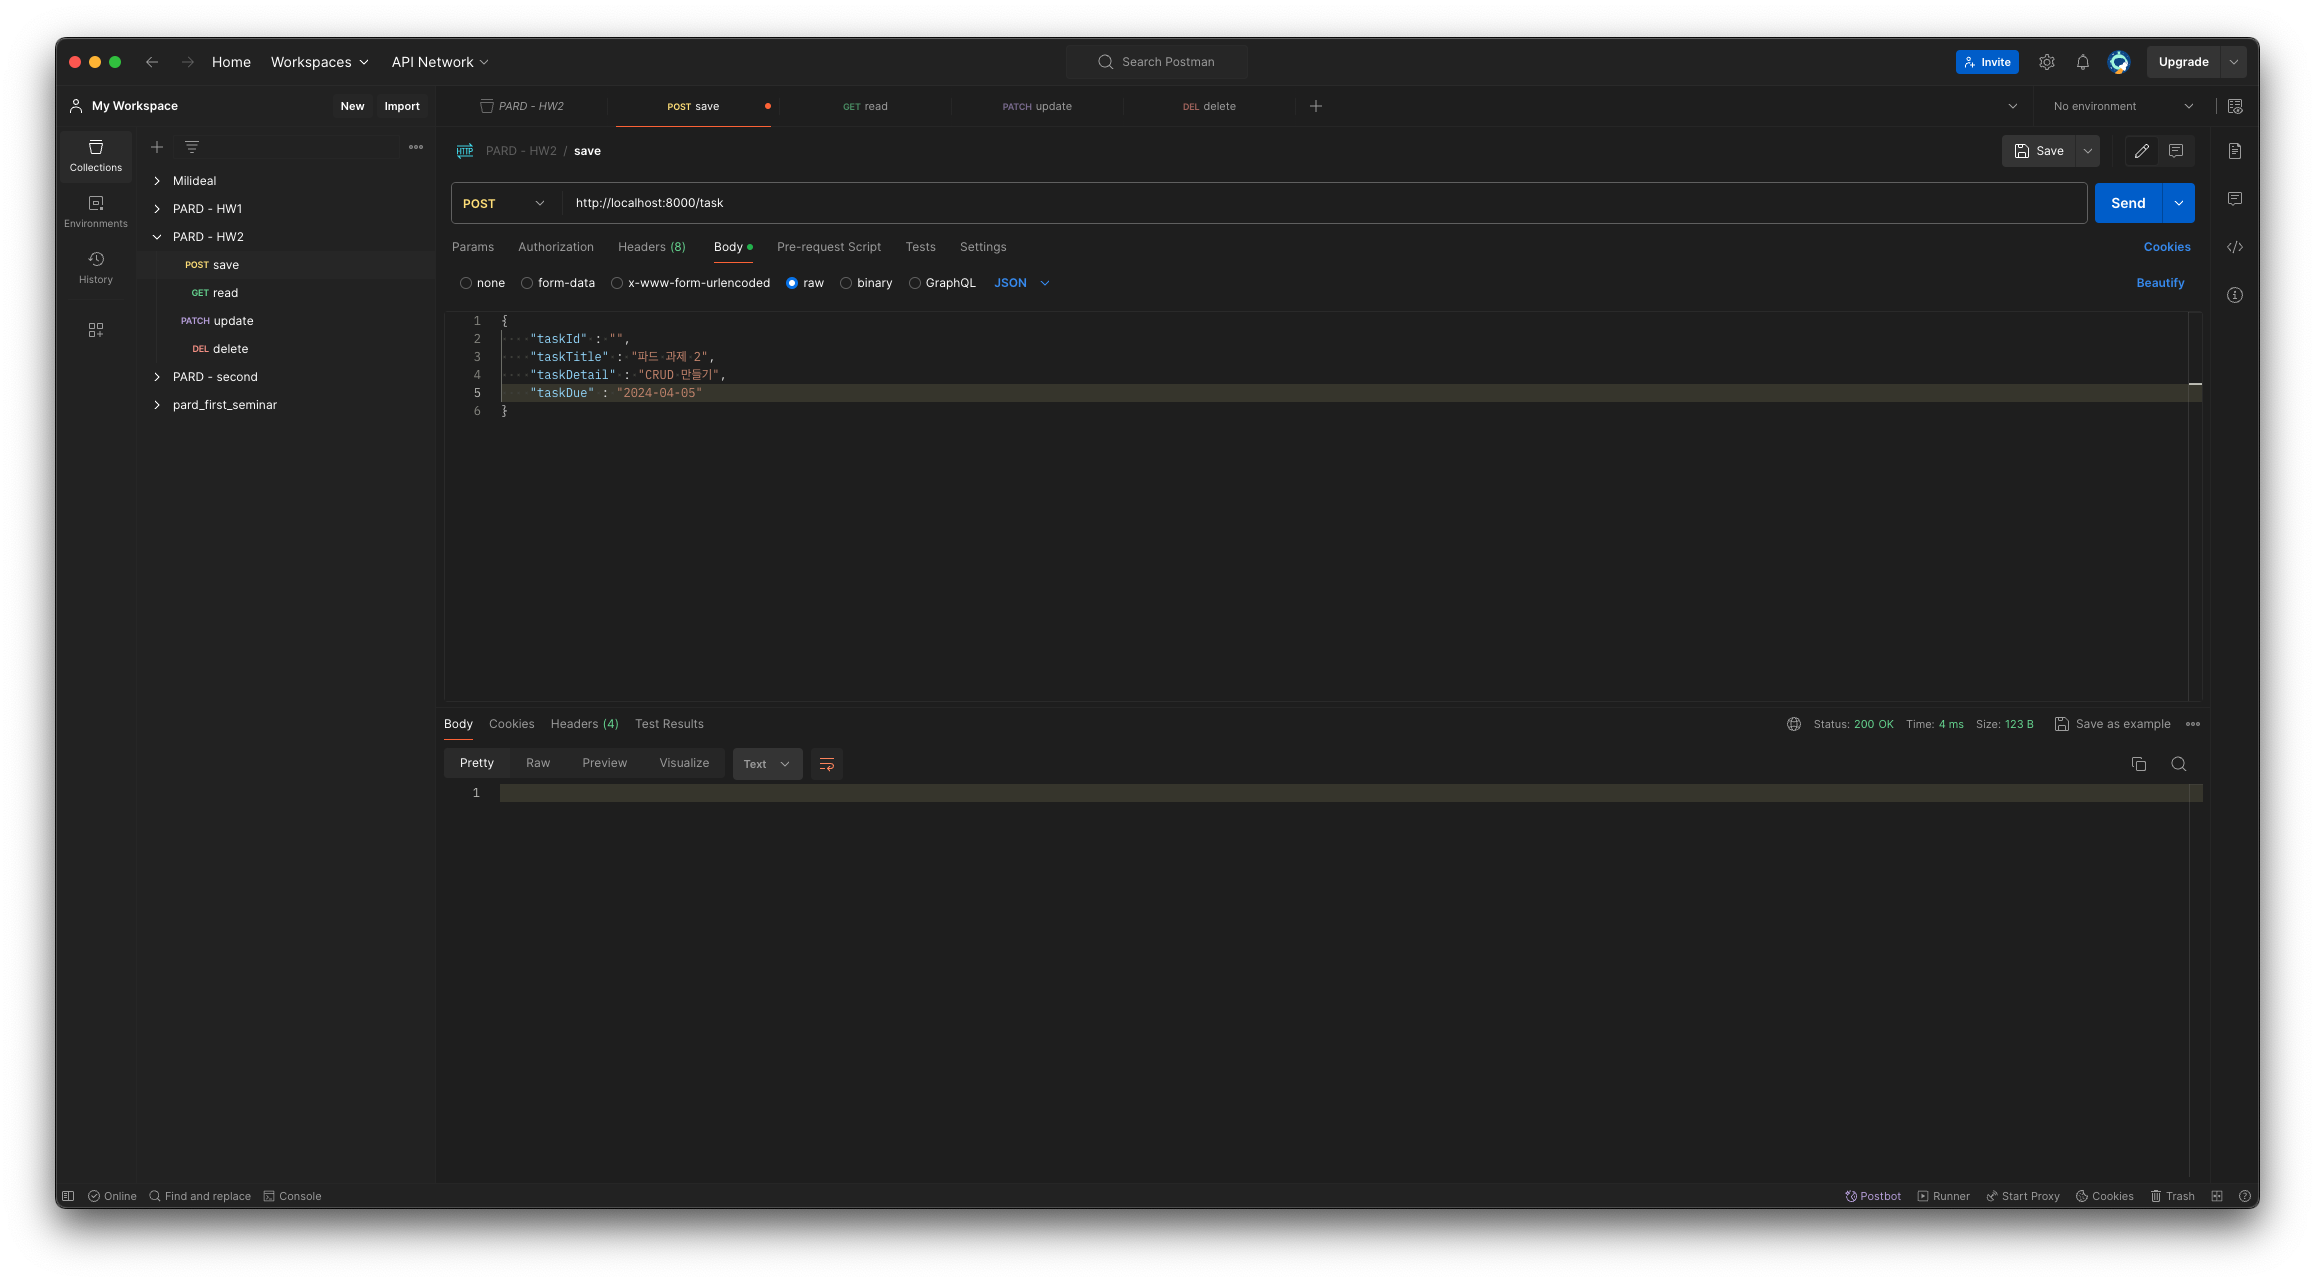 Home Workspaces API Network Search Postman Invite Upgrade
My Workspace New Import PARD - HW2 POST save GET read PATCH update DEL delete No environment
Collections
Environments
History
Milideal
PARD - HW1
PARD - HW2
POST save
GET read
PATCH update
DEL delete
PARD - second
pard_first_seminar
HTTP PARD - HW2 / save Save
POST http://localhost:8000/task Send
Params Authorization Headers (8) Body Pre-request Script Tests Settings Cookies
none form-data x-www-form-urlencoded raw binary GraphQL JSON Beautify
1 {
2 "taskId" : "",
3 "taskTitle" : "파드 과제 2",
4 "taskDetail" : "CRUD 만들기",
5 "taskDue" : "2024-04-05"
6 }
Body Cookies Headers (4) Test Results Status: 200 OK Time: 4 ms Size: 123 B Save as example
Pretty Raw Preview Visualize Text
1
Online Find and replace Console Postbot Runner Start Proxy Cookies Trash